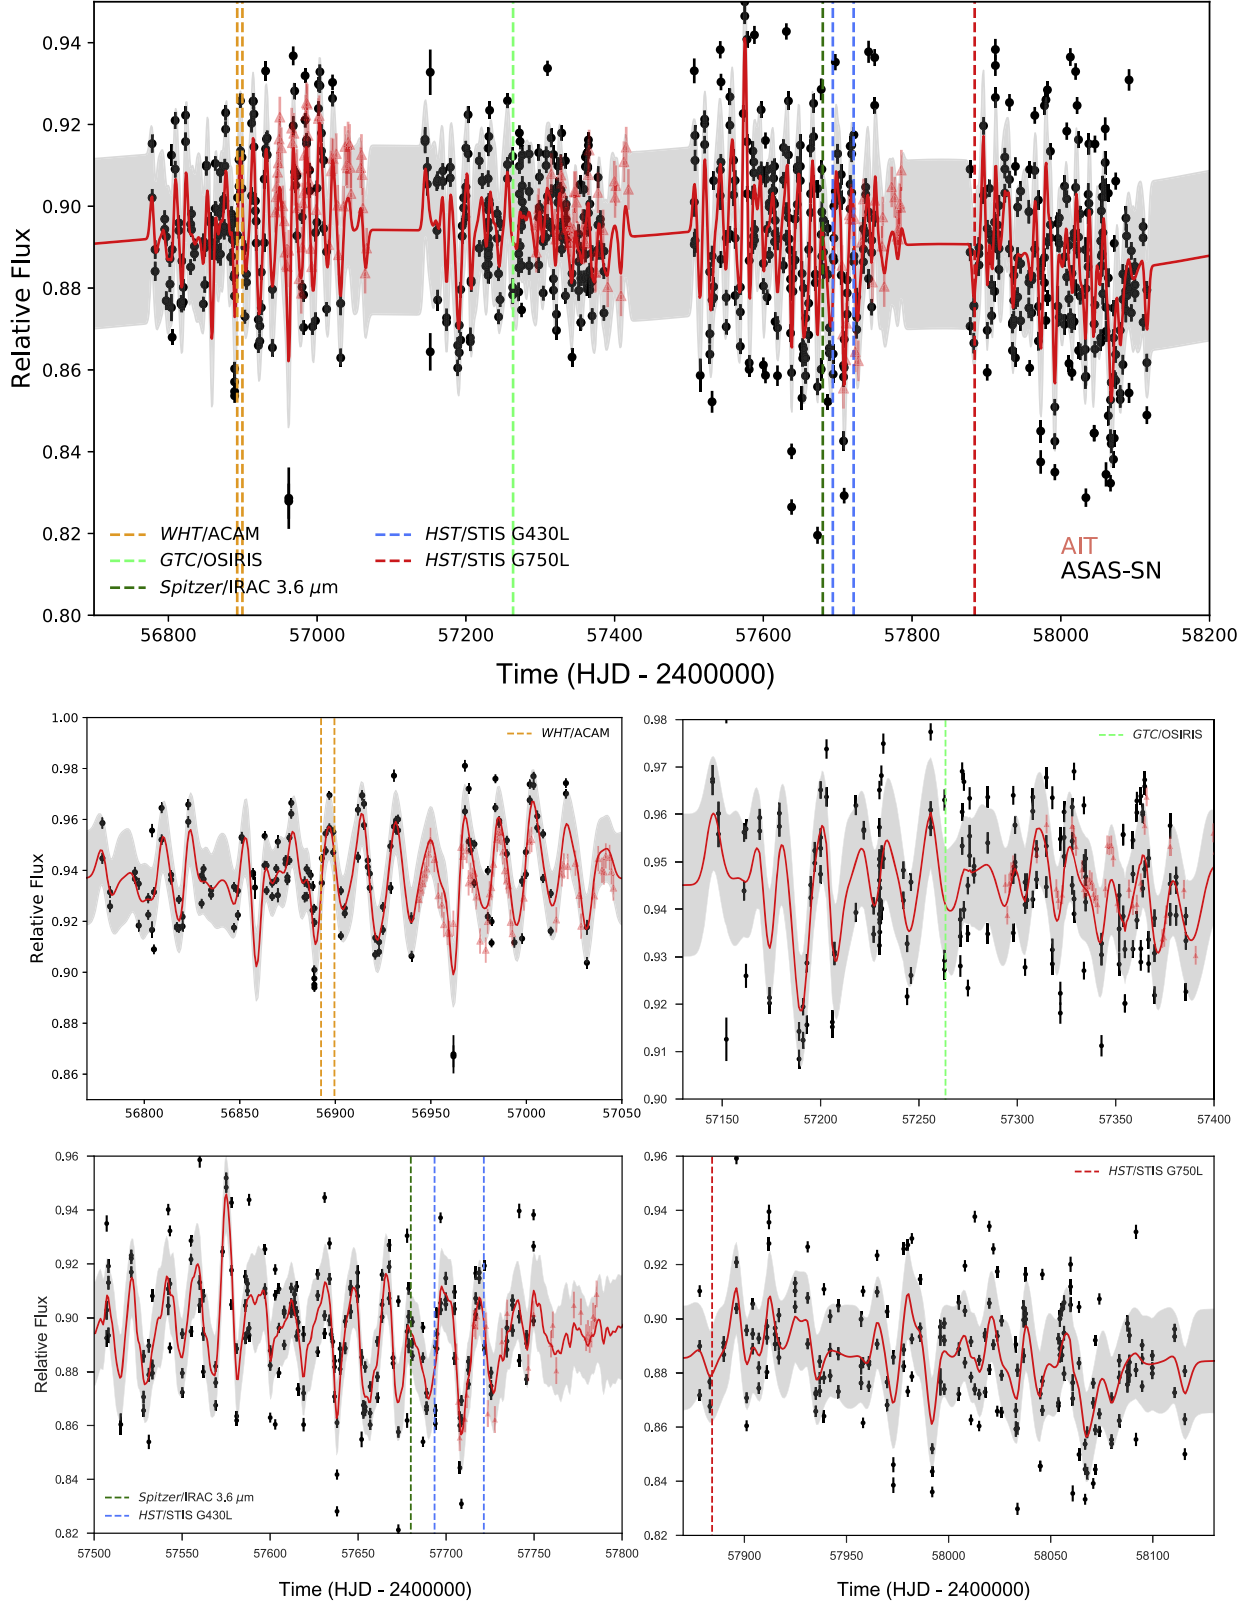 0.94
0.92
0.90
0.88
0.86
0.84
0.82
0.80
Relative Flux
WHT/ACAM
GTC/OSIRIS
Spitzer/IRAC 3.6 μm
HST/STIS G430L
HST/STIS G750L
AIT
ASAS-SN
56800 57000 57200 57400 57600 57800 58000 58200
Time (HJD - 2400000)
1.00
0.98
0.96
0.94
0.92
0.90
0.88
0.86
Relative Flux
WHT/ACAM
56800 56850 56900 56950 57000 57050
0.98
0.97
0.96
0.95
0.94
0.93
0.92
0.91
0.90
GTC/OSIRIS
57150 57200 57250 57300 57350 57400
0.96
0.94
0.92
0.90
0.88
0.86
0.84
0.82
Relative Flux
Spitzer/IRAC 3.6 μm
HST/STIS G430L
57500 57550 57600 57650 57700 57750 57800
Time (HJD - 2400000)
0.96
0.94
0.92
0.90
0.88
0.86
0.84
0.82
HST/STIS G750L
57900 57950 58000 58050 58100
Time (HJD - 2400000)